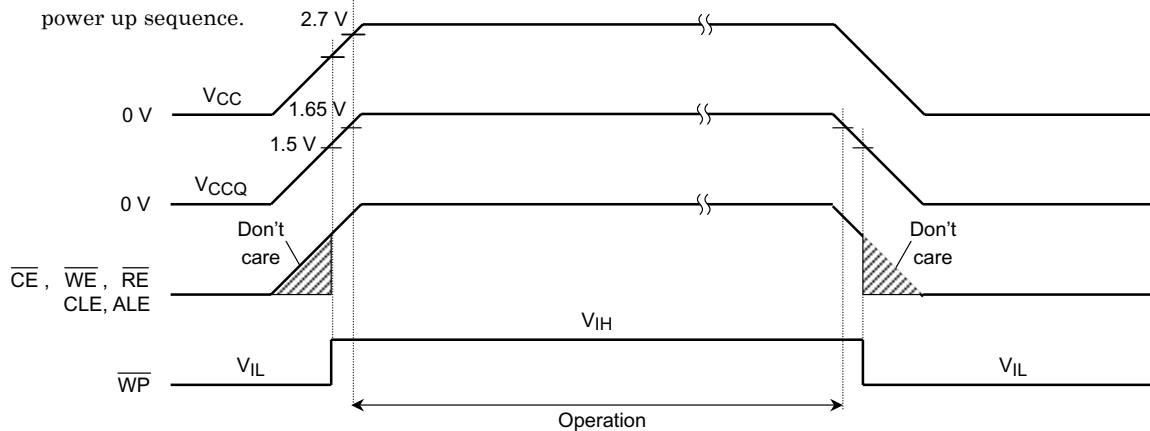 power up sequence.
2.7 V
0 V
VCC
1.65 V
1.5 V
0 V
VCCQ
Don't
care
Don't
care
CE , WE , RE
CLE, ALE
VIH
VIL
WP
VIL
Operation